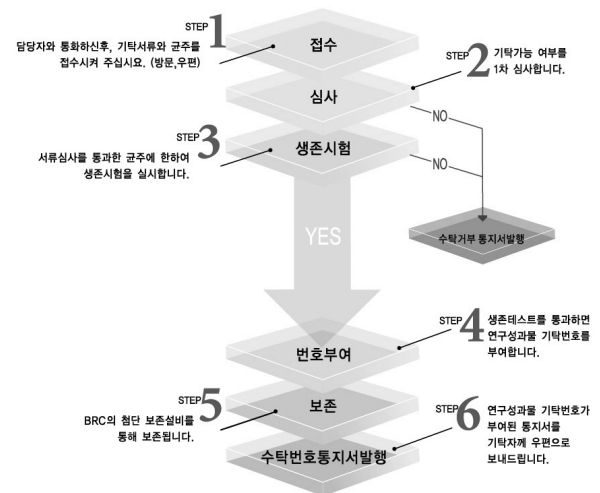 STEP 1
담당자와 통화하신후, 기탁서류와 균주를
접수시켜 주십시요. (방문,우편)
접수
STEP 2
기탁가능 여부를
1차 심사합니다.
심사
NO
STEP 3
서류심사를 통과한 균주에 한하여
생존시험을 실시합니다.
생존시험
NO
수탁거부 통지서발행
YES
STEP 4
생존테스트를 통과하면
연구성과물 기탁번호를
부여합니다.
번호부여
STEP 5
BRC의 첨단 보존설비를
통해 보존됩니다.
보존
STEP 6
연구성과물 기탁번호가
부여된 통지서를
기탁자께 우편으로
보내드립니다.
수탁번호통지서발행